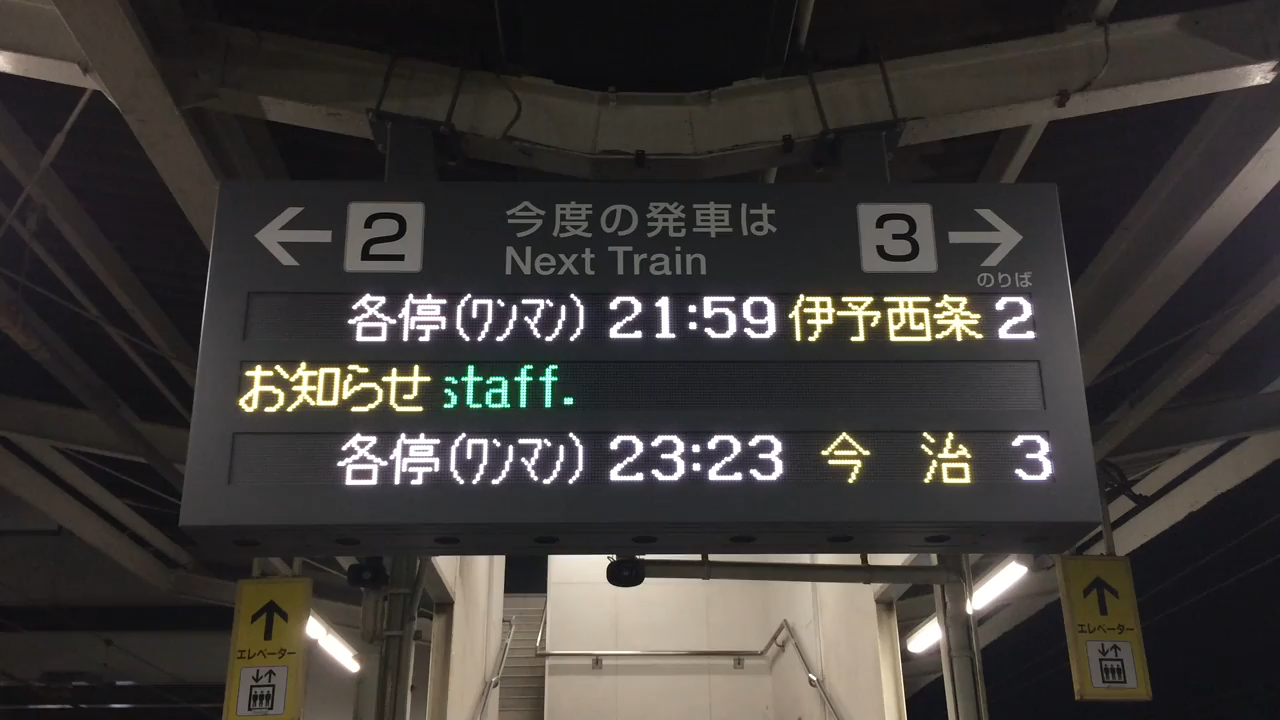 ← 2 今度の発車は 3 →
Next Train
のりば
各停(ワンマン) 21:59 伊予西条 2
お知らせ staff.
各停(ワンマン) 23:23 今 治 3
エレベーター
エレベーター